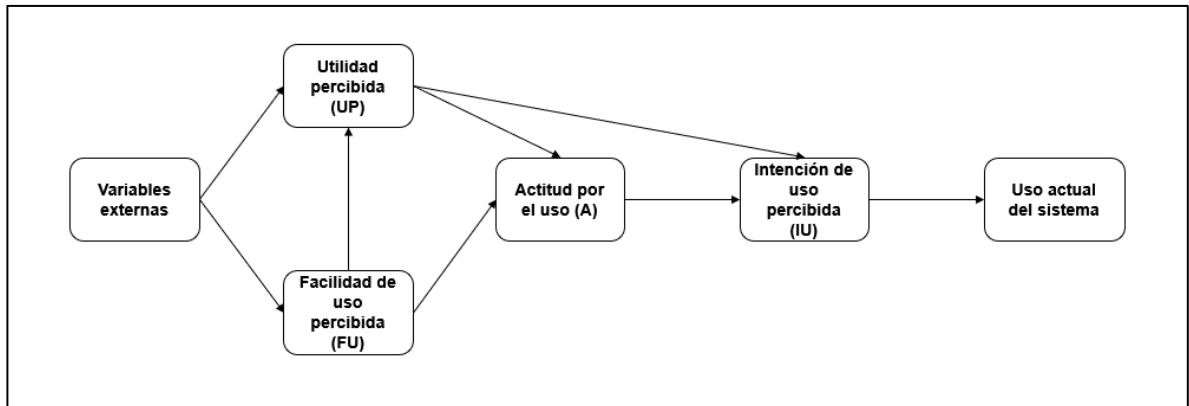 Utilidad
percibida
(UP)
Variables
externas
Facilidad de
uso
percibida
(FU)
Actitud por
el uso (A)
Intención de
uso
percibida
(IU)
Uso actual
del sistema